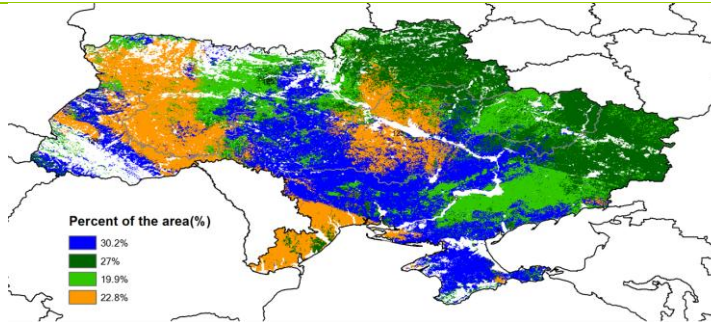 Percent of the area(%)
30.2%
27%
19.9%
22.8%